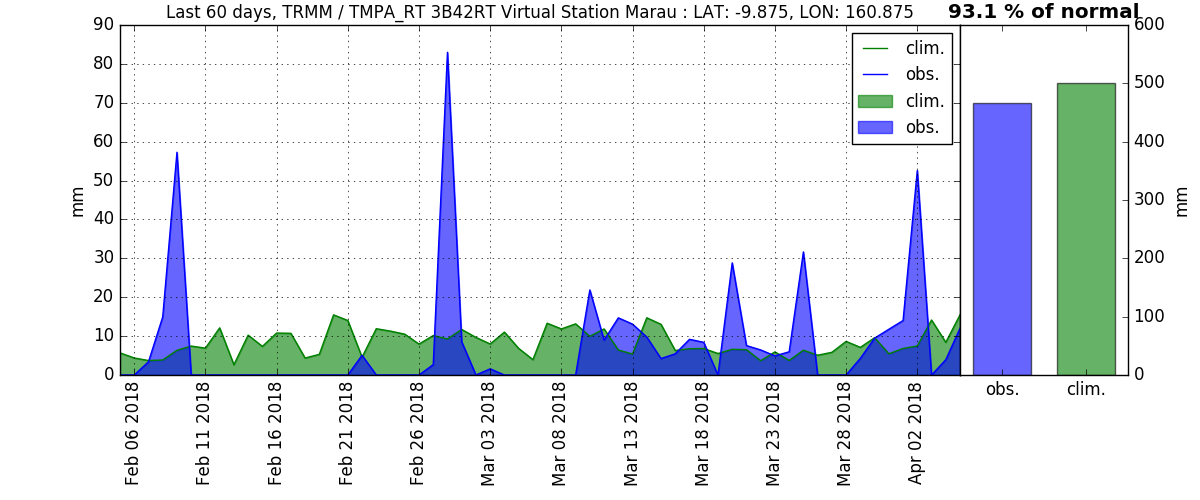 Last 60 days, TRMM / TMPA_RT 3B42RT Virtual Station Marau : LAT: -9.875, LON: 160.875
93.1 % of normal
90
80
70
60
50
40
30
20
10
0
mm
clim.
obs.
clim.
obs.
600
500
400
300
200
100
0
mm
obs.
clim.
Feb 06 2018
Feb 11 2018
Feb 16 2018
Feb 21 2018
Feb 26 2018
Mar 03 2018
Mar 08 2018
Mar 13 2018
Mar 18 2018
Mar 23 2018
Mar 28 2018
Apr 02 2018